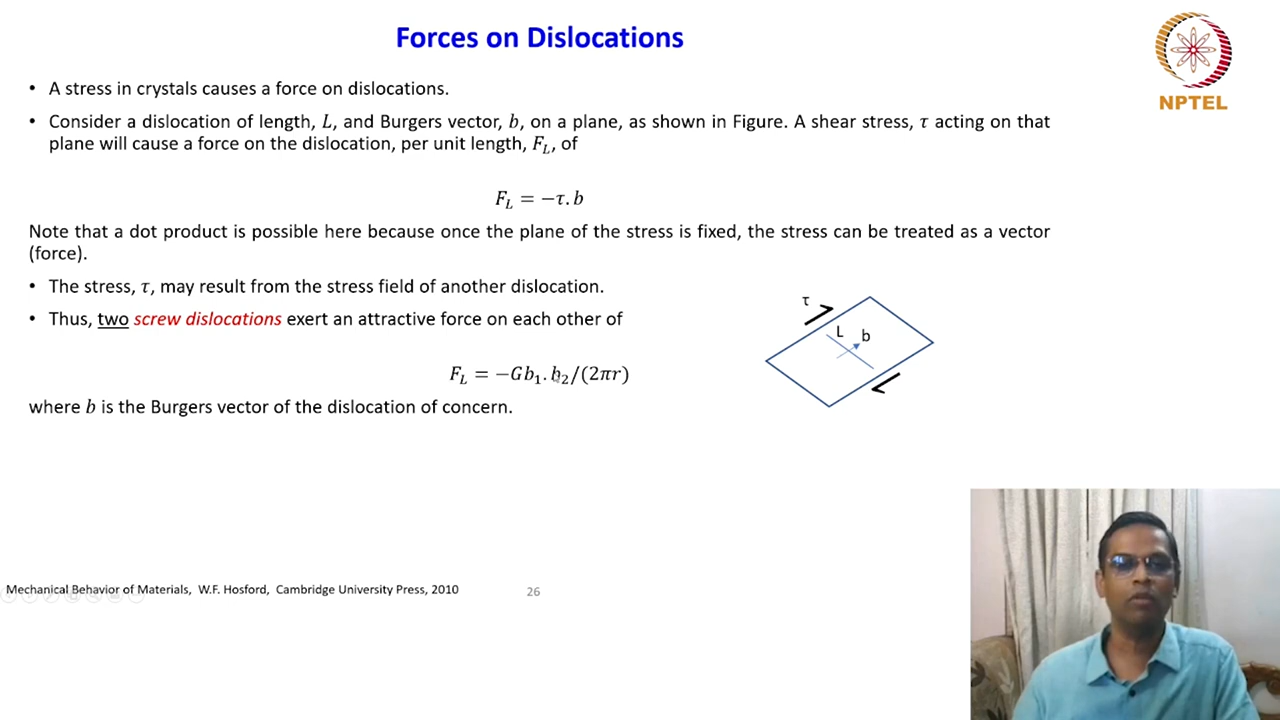 Forces on Dislocations
NPTEL
• A stress in crystals causes a force on dislocations.
• Consider a dislocation of length, L, and Burgers vector, b, on a plane, as shown in Figure. A shear stress, τ acting on that
plane will cause a force on the dislocation, per unit length, F_L, of
F_L = −τ. b
Note that a dot product is possible here because once the plane of the stress is fixed, the stress can be treated as a vector
(force).
• The stress, τ, may result from the stress field of another dislocation.
• Thus, two screw dislocations exert an attractive force on each other of
F_L = −Gb₁. b₂/(2πr)
where b is the Burgers vector of the dislocation of concern.
τ
L
b
Mechanical Behavior of Materials, W.F. Hosford, Cambridge University Press, 2010
26